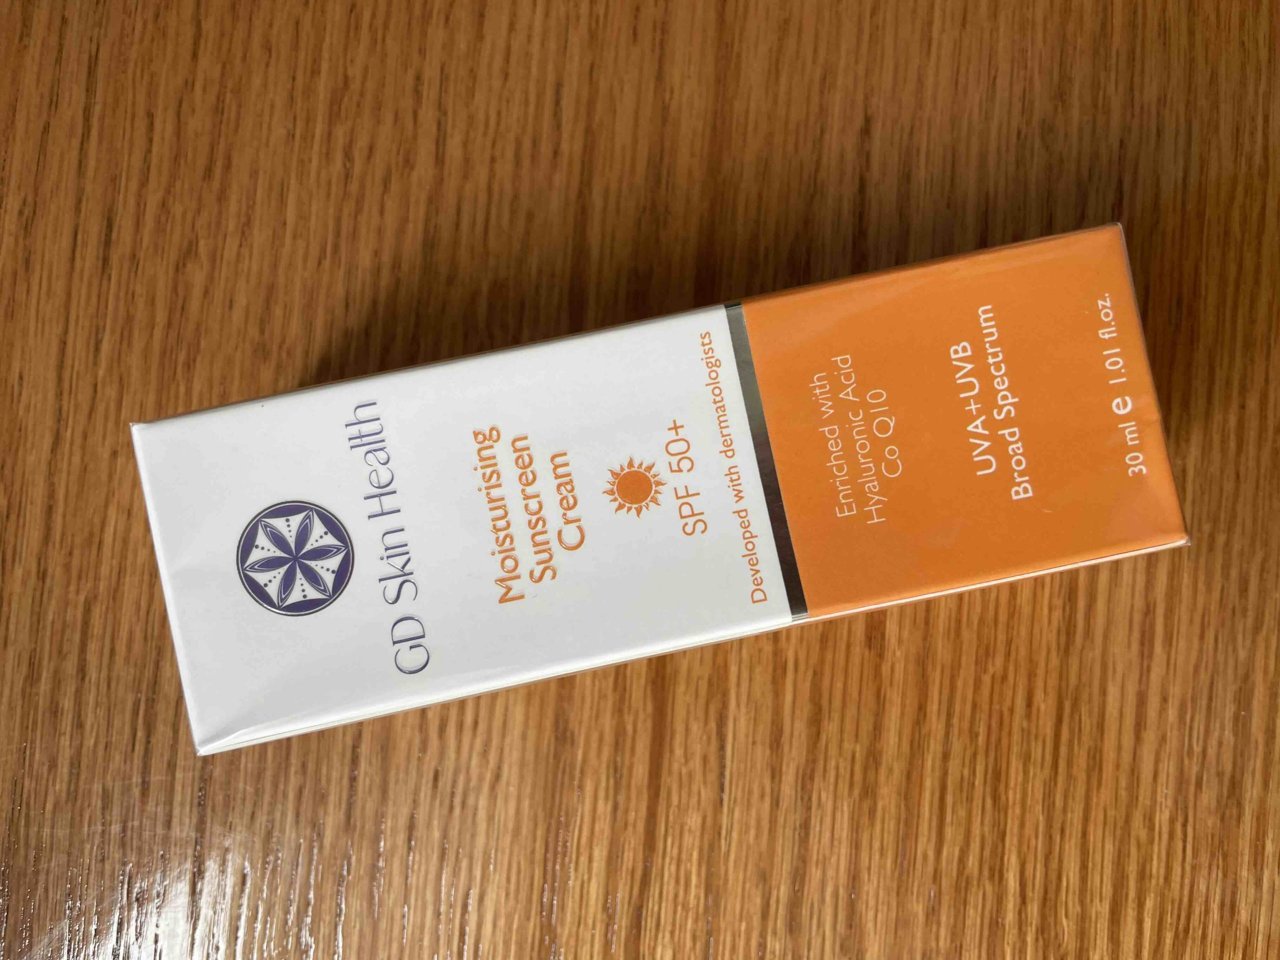 GD Skin Health
Moisturising
Sunscreen
Cream
SPF 50+
Developed with dermatologists
Enriched with
Hyaluronic Acid
Co Q10
UVA+UVB
Broad Spectrum
30 ml e 1.01 fl.oz.